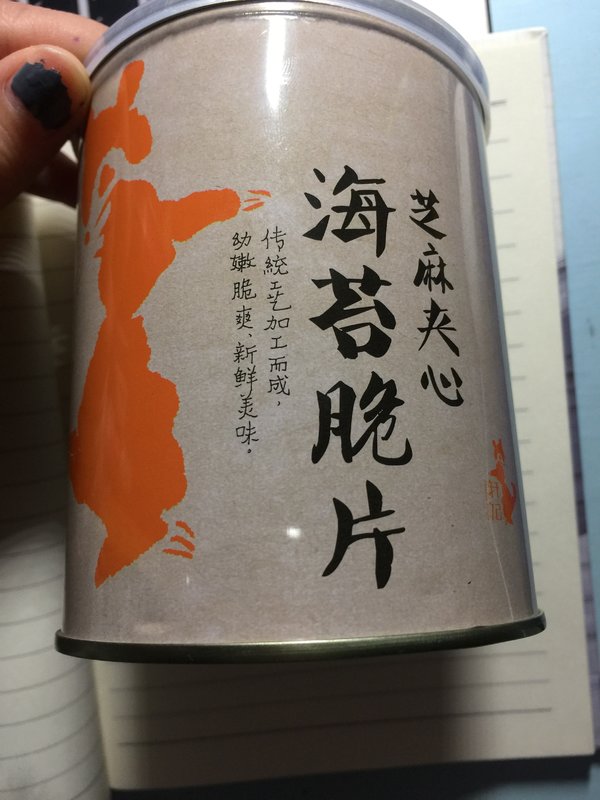 芝麻夹心
海苔脆片
传統工艺加工而成，
幼嫩脆爽、新鲜美味。